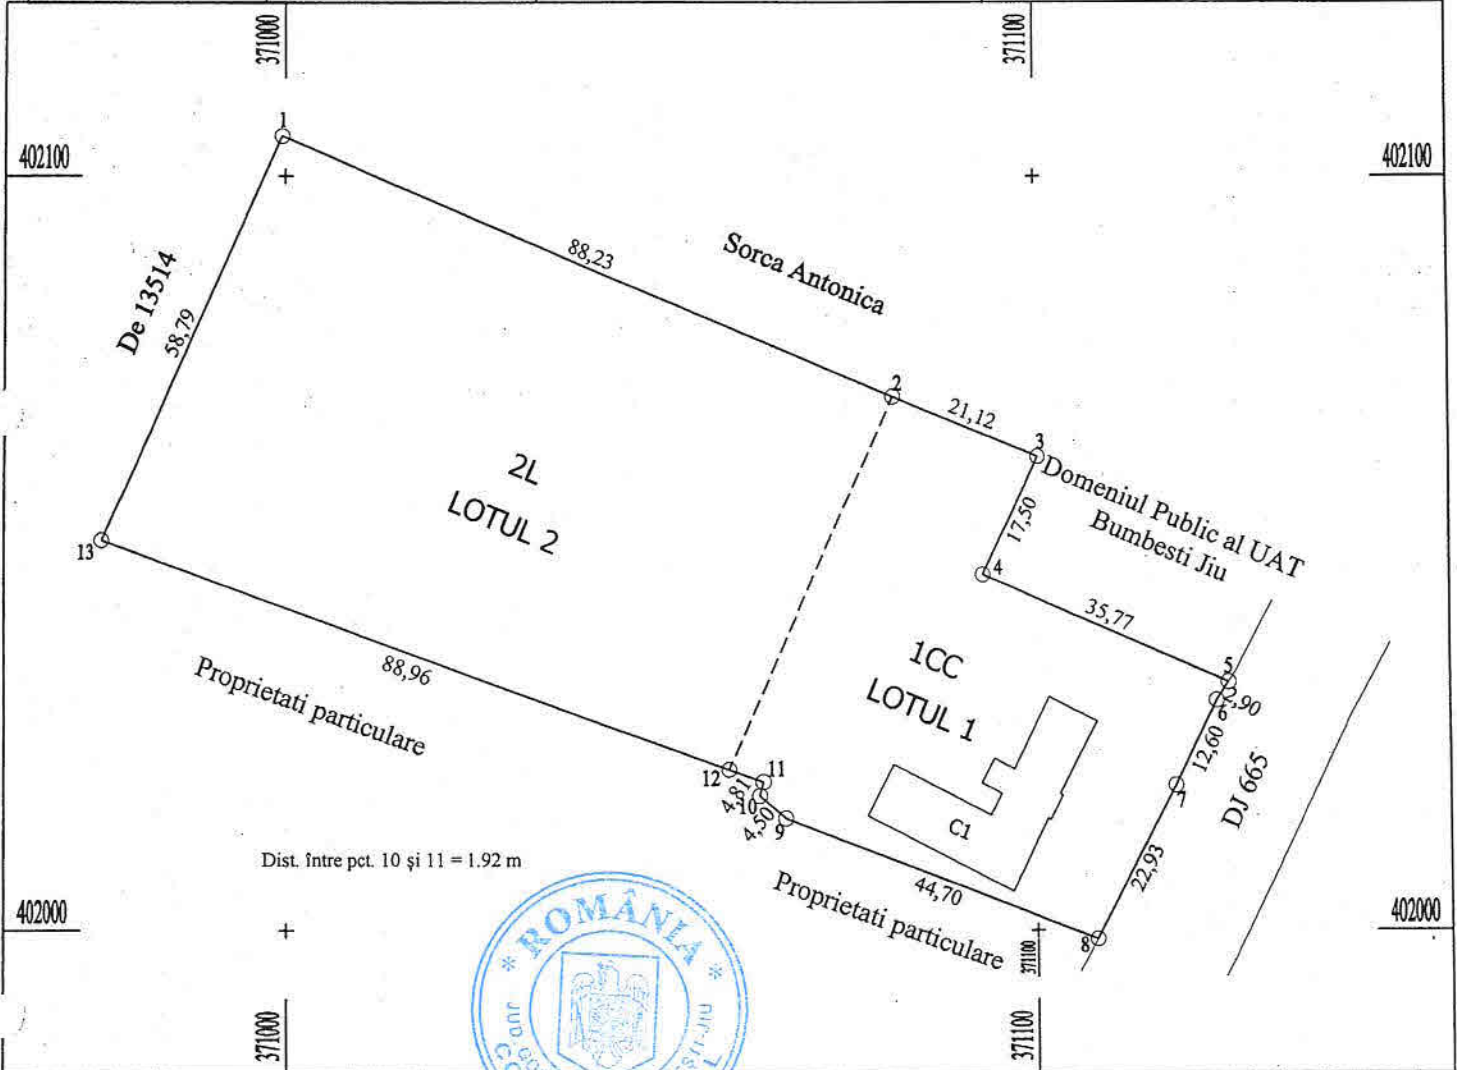 371000
371100
1
402100
402100
88,23
Sorca Antonica
De 13514
58,79
2
21,12
3
Domeniul Public al UAT
Bumbesti Jiu
17,50
4
2L
LOTUL 2
13
35,77
5
2,90
6
1CC
LOTUL 1
88,96
Proprietati particulare
12,60
7
DJ 665
12
11
4,81
10
4,50
9
C1
22,93
Dist. între pct. 10 și 11 = 1.92 m
44,70
Proprietati particulare
8
402000
402000
* ROMÂNIA *
371000
371100
371100